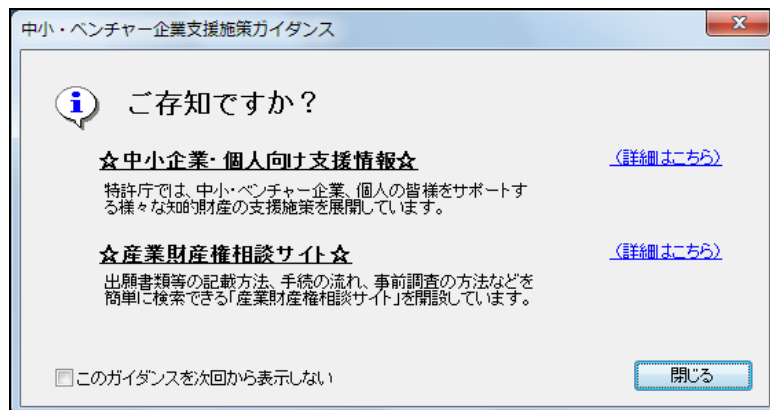 中小・ベンチャー企業支援施策ガイダンス
ご存知ですか？
☆中小企業・個人向け支援情報☆
（詳細はこちら）
特許庁では、中小・ベンチャー企業、個人の皆様をサポートす
る様々な知的財産の支援施策を展開しています。
☆産業財産権相談サイト☆
（詳細はこちら）
出願書類等の記載方法、手続の流れ、事前調査の方法などを
簡単に検索できる「産業財産権相談サイト」を開設しています。
このガイダンスを次回から表示しない
閉じる